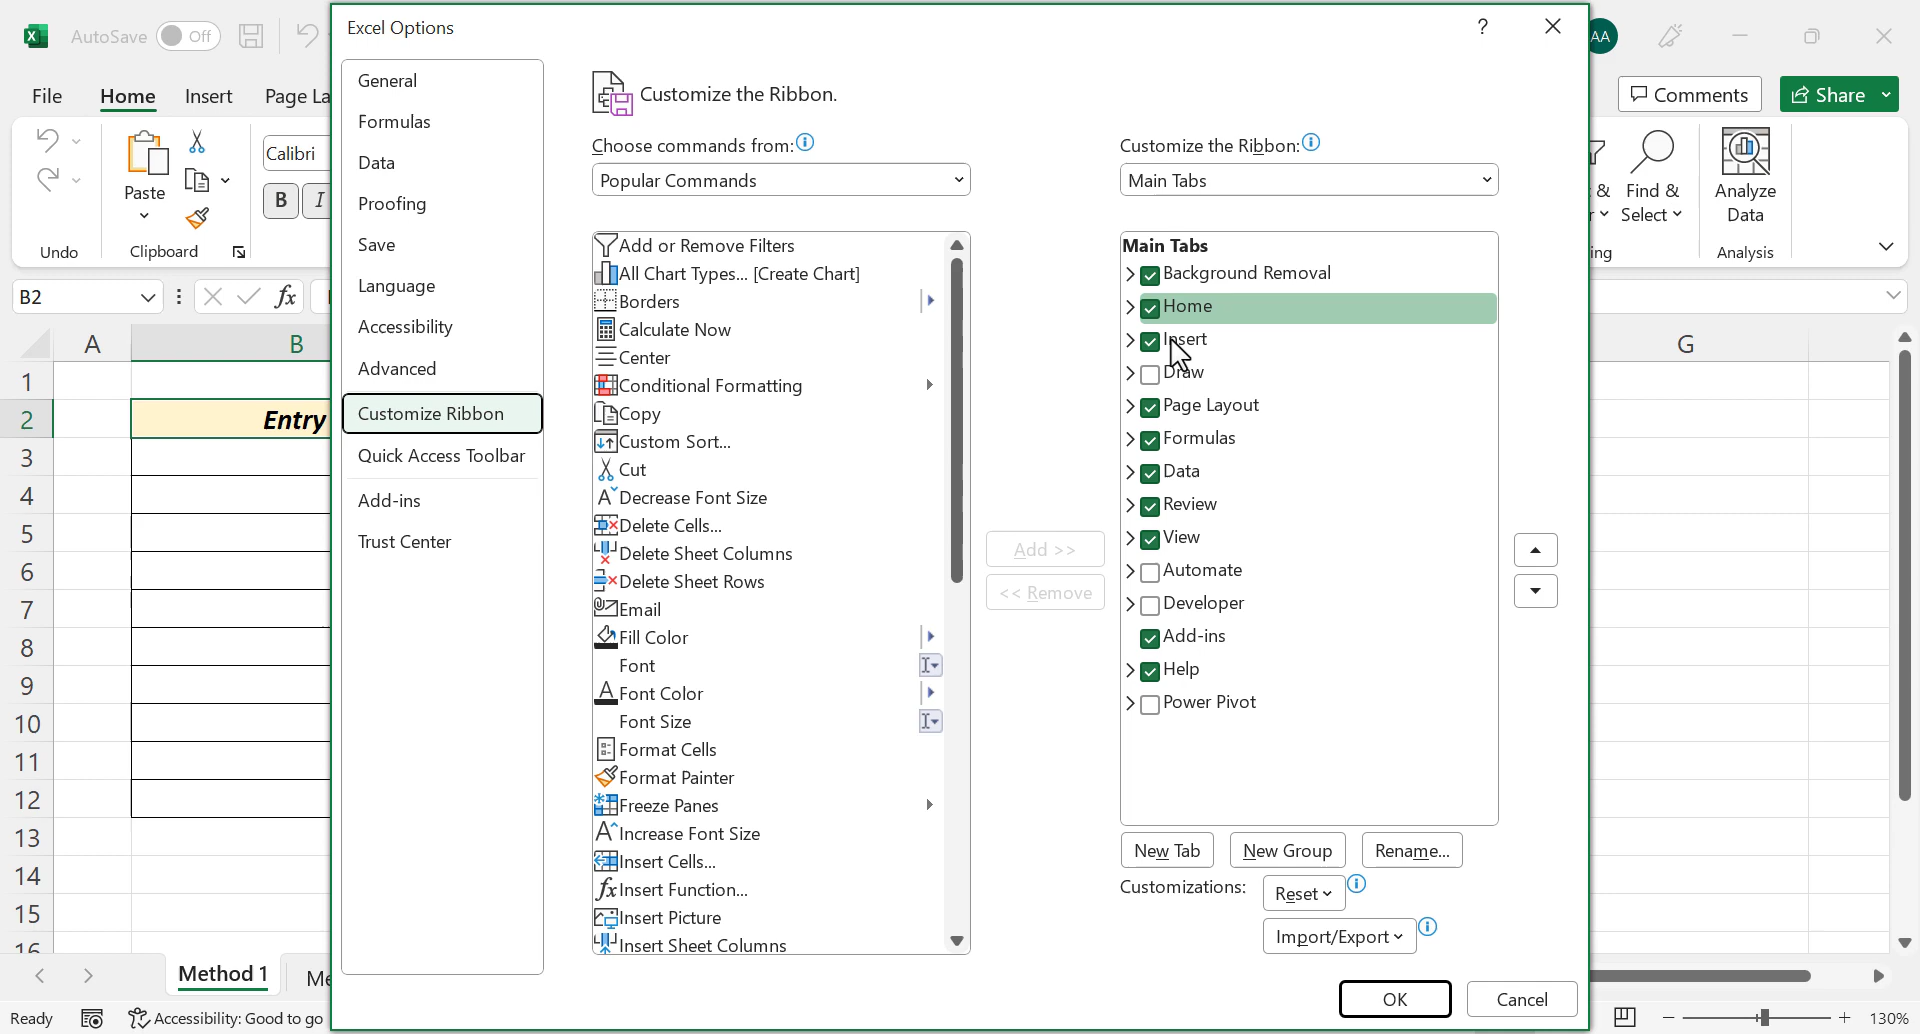 AutoSave Off
Excel Options
?
AA
File Home Insert Page La
Comments Share
Undo
Paste
Clipboard
Calibri
B I
Find &
Select
&
Analyze
Data
ing
Analysis
B2
fx
A B G
1
2 Entry
3
4
5
6
7
8
9
10
11
12
13
14
15
16
General
Formulas
Data
Proofing
Save
Language
Accessibility
Advanced
Customize Ribbon
Quick Access Toolbar
Add-ins
Trust Center
Customize the Ribbon.
Choose commands from:
Popular Commands
Add or Remove Filters
All Chart Types... [Create Chart]
Borders
Calculate Now
Center
Conditional Formatting
Copy
Custom Sort...
Cut
Decrease Font Size
Delete Cells...
Delete Sheet Columns
Delete Sheet Rows
Email
Fill Color
Font
Font Color
Font Size
Format Cells
Format Painter
Freeze Panes
Increase Font Size
Insert Cells...
Insert Function...
Insert Picture
Insert Sheet Columns
Add >>
<< Remove
Customize the Ribbon:
Main Tabs
Main Tabs
Background Removal
Home
Insert
Draw
Page Layout
Formulas
Data
Review
View
Automate
Developer
Add-ins
Help
Power Pivot
New Tab New Group Rename...
Customizations: Reset
Import/Export
OK Cancel
Method 1 Me
Ready Accessibility: Good to go
130%